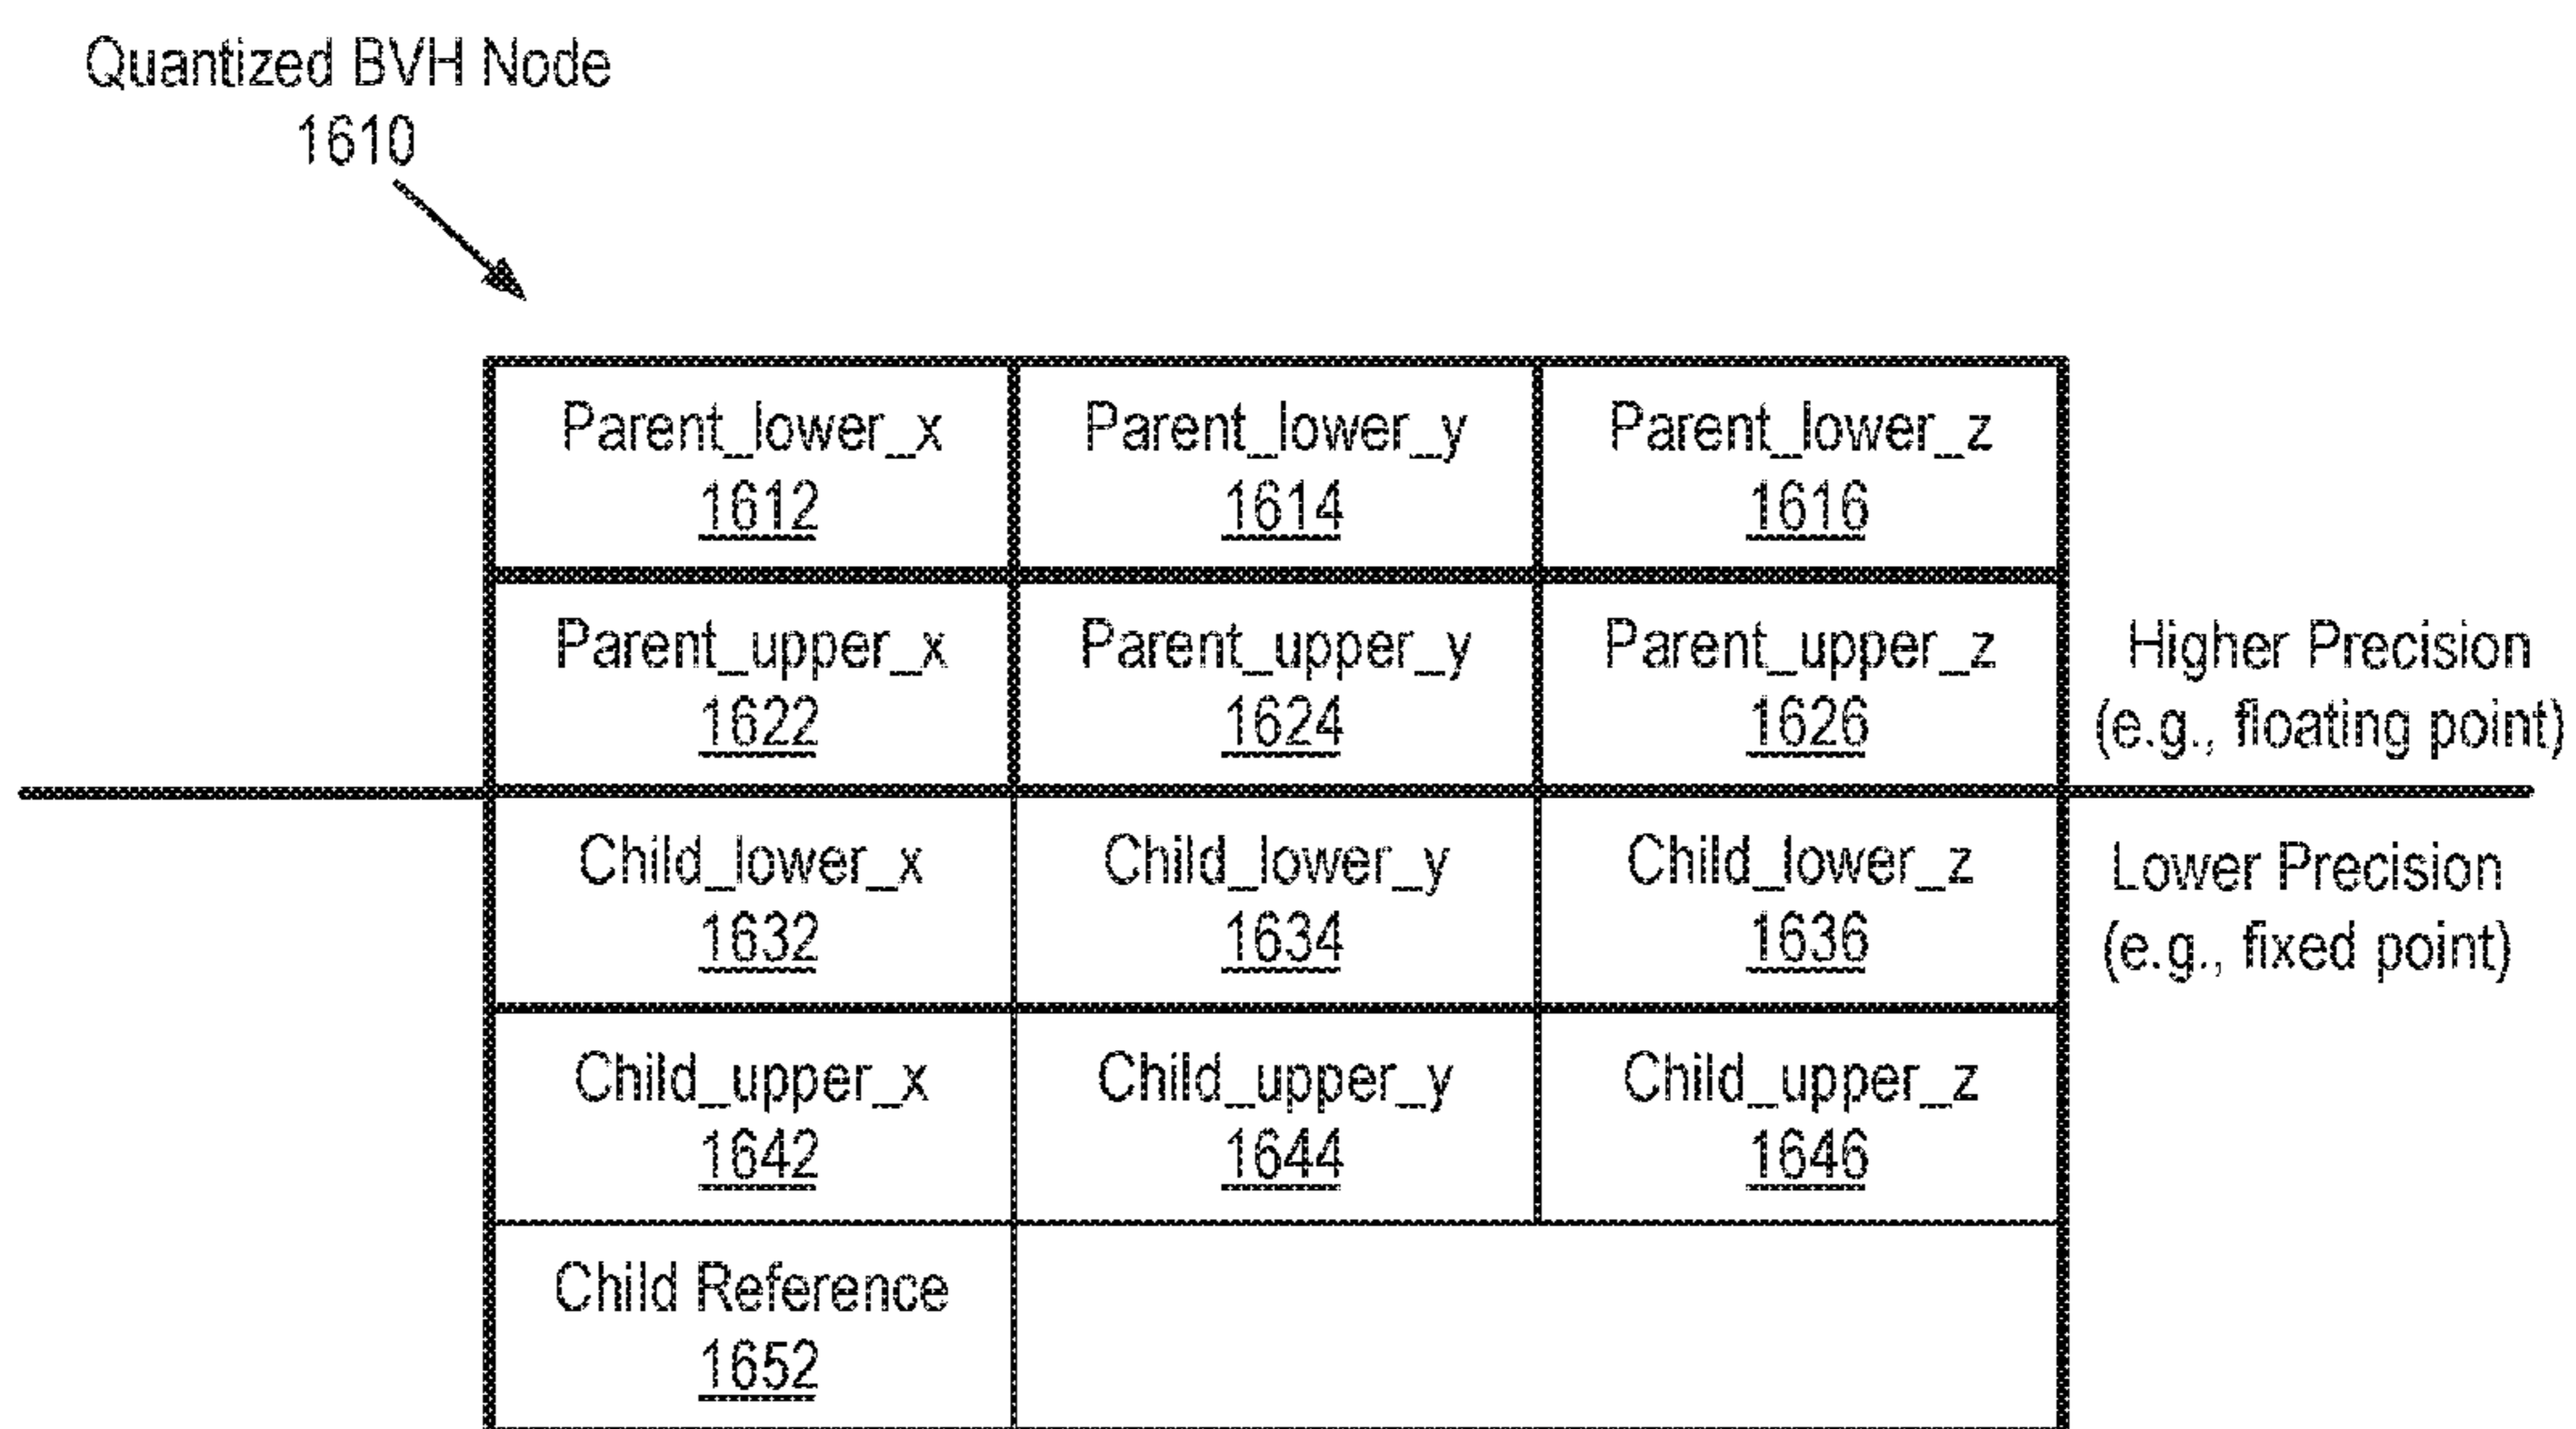 Quantized BVH Node
1610
Parent_lower_x Parent_lower_y Parent_lower_z
1612 1614 1616
Parent_upper_x Parent_upper_y Parent_upper_z
1622 1624 1626
Higher Precision
(e.g., floating point)
Child_lower_x Child_lower_y Child_lower_z
1632 1634 1636
Lower Precision
(e.g., fixed point)
Child_upper_x Child_upper_y Child_upper_z
1642 1644 1646
Child Reference
1652